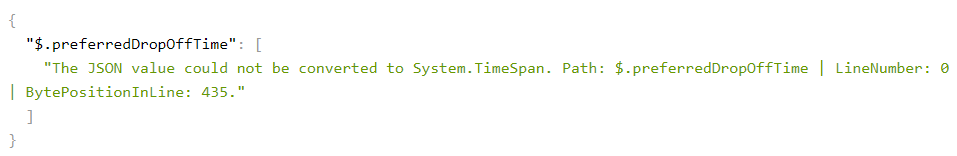 {
"$.preferredDropOffTime": [
"The JSON value could not be converted to System.TimeSpan. Path: $.preferredDropOffTime | LineNumber: 0
| BytePositionInLine: 435."
]
}